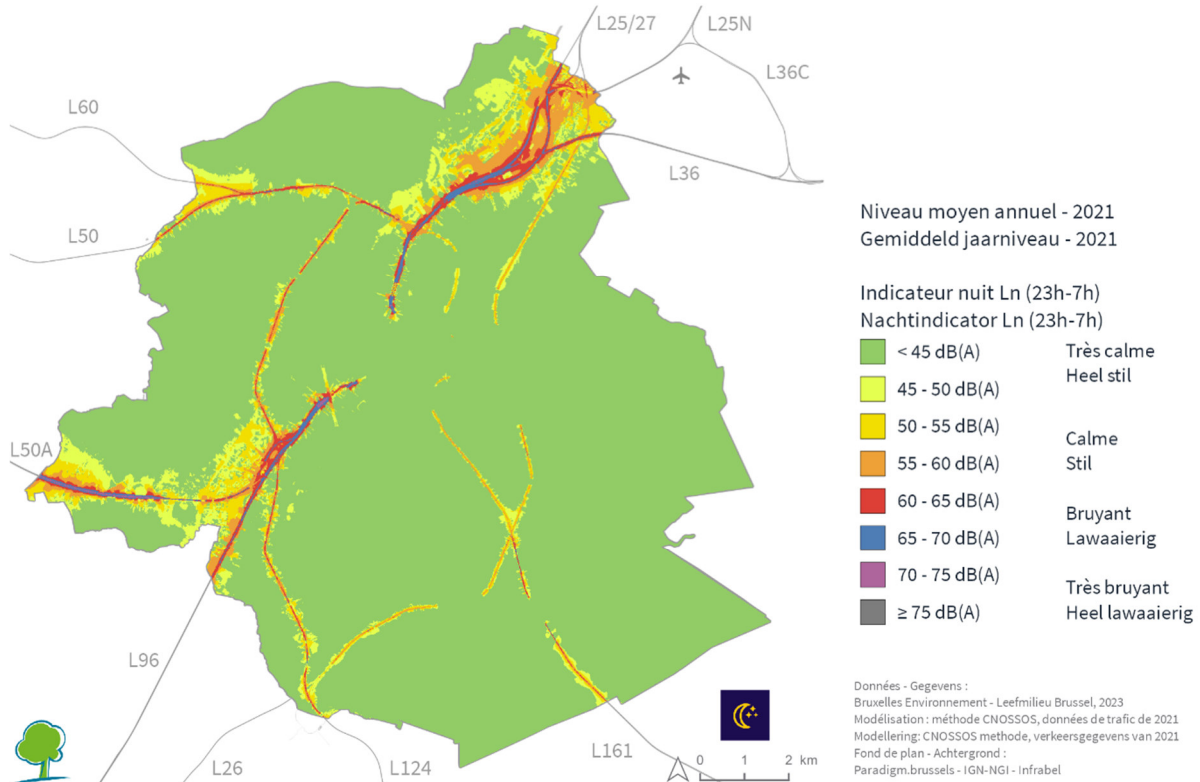 L25/27
L25N
L36C
L60
L36
L50
L50A
L96
L26
L124
L161
0 1 2 km
Niveau moyen annuel - 2021
Gemiddeld jaarniveau - 2021
Indicateur nuit Ln (23h-7h)
Nachtindicator Ln (23h-7h)
< 45 dB(A) Très calme
Heel stil
45 - 50 dB(A)
50 - 55 dB(A) Calme
55 - 60 dB(A) Stil
60 - 65 dB(A) Bruyant
65 - 70 dB(A) Lawaaierig
70 - 75 dB(A) Très bruyant
≥ 75 dB(A) Heel lawaaierig
Données - Gegevens :
Bruxelles Environnement - Leefmilieu Brussel, 2023
Modélisation : méthode CNOSSOS, données de trafic de 2021
Modellering: CNOSSOS methode, verkeersgegevens van 2021
Fond de plan - Achtergrond :
Paradigm.brussels - IGN-NGI - Infrabel